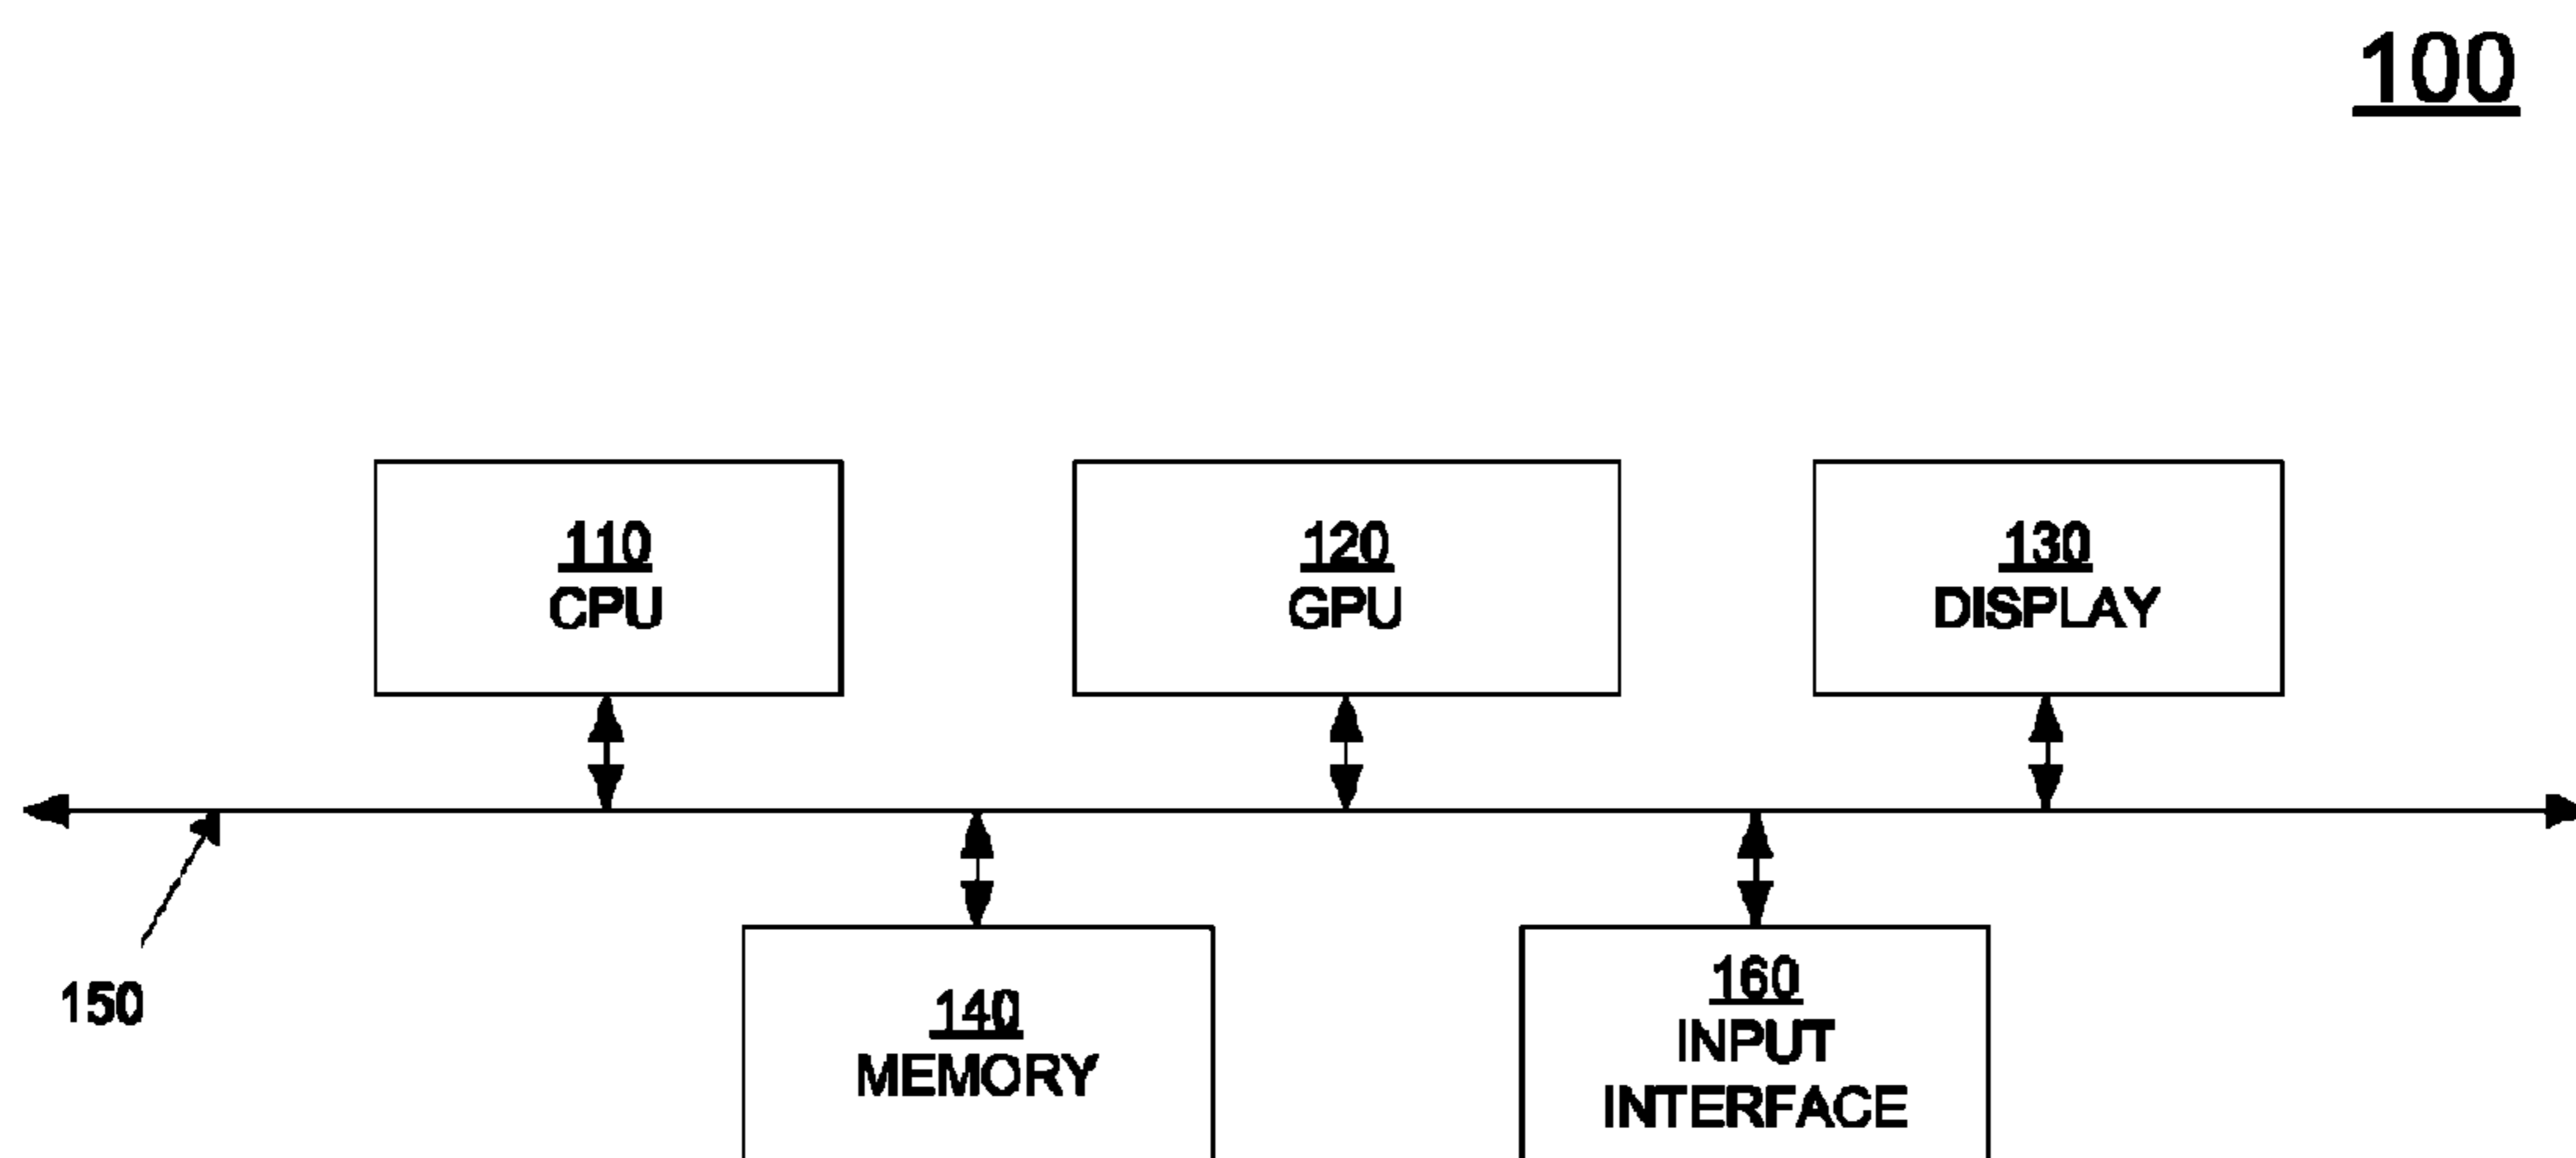 100
110
CPU
120
GPU
130
DISPLAY
150
140
MEMORY
160
INPUT
INTERFACE